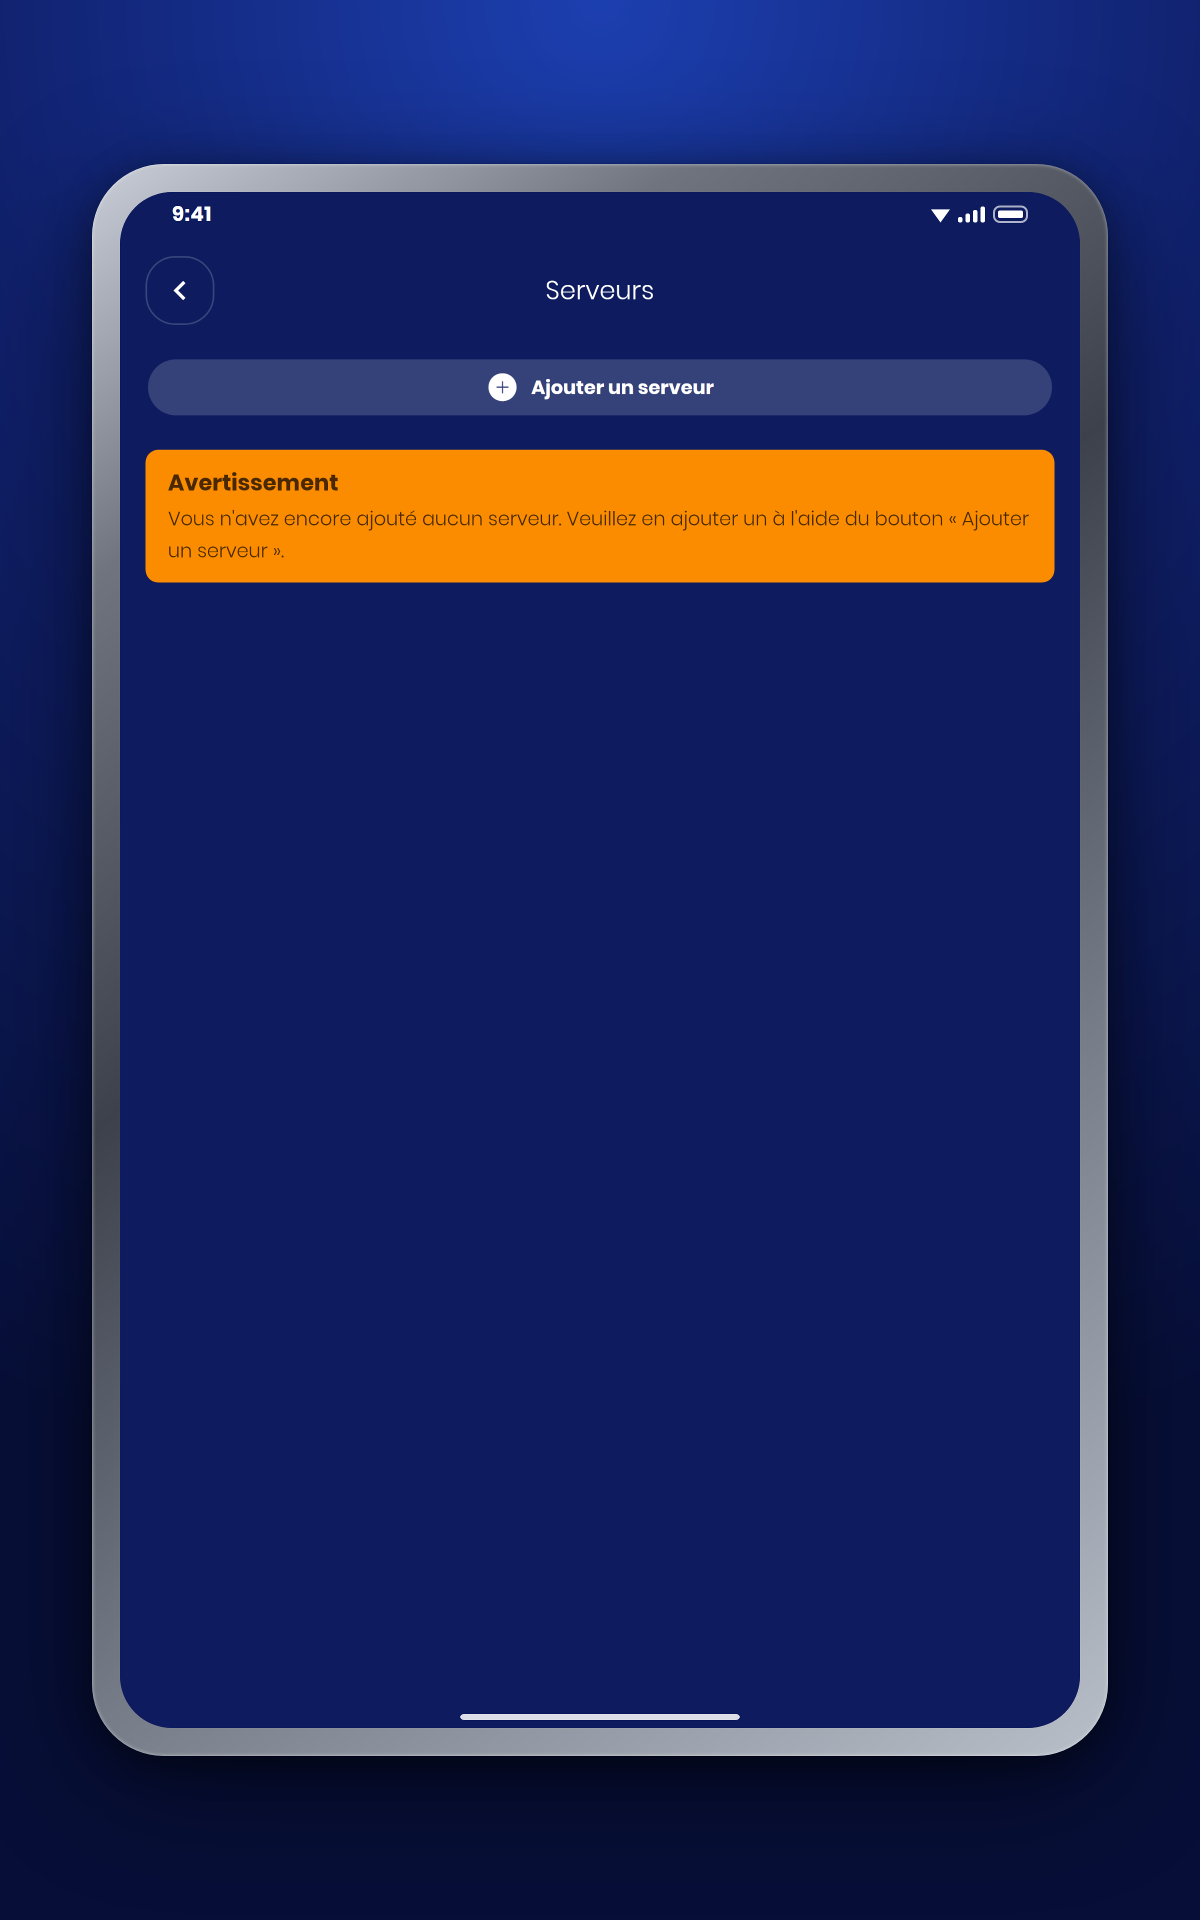 9:41
Serveurs
Ajouter un serveur
Avertissement
Vous n'avez encore ajouté aucun serveur. Veuillez en ajouter un à l'aide du bouton « Ajouter
un serveur ».